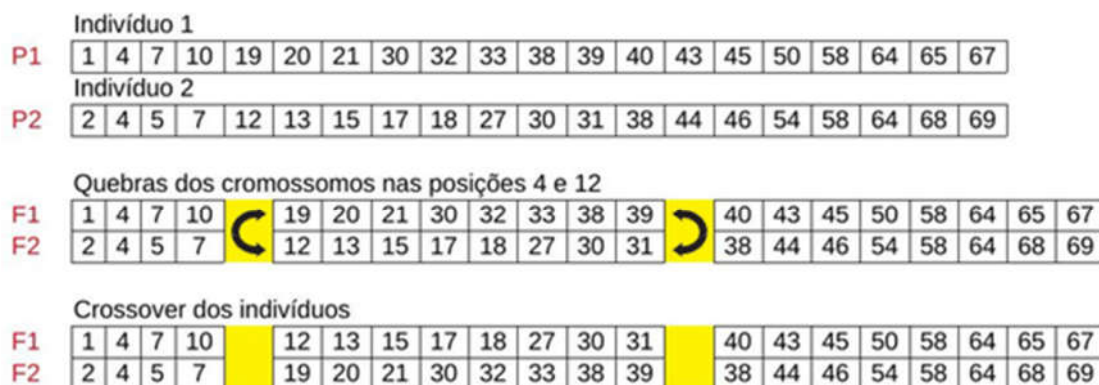 Indivíduo 1
P1 1 4 7 10 19 20 21 30 32 33 38 39 40 43 45 50 58 64 65 67
Indivíduo 2
P2 2 4 5 7 12 13 15 17 18 27 30 31 38 44 46 54 58 64 68 69
Quebras dos cromossomos nas posições 4 e 12
F1 1 4 7 10 19 20 21 30 32 33 38 39 40 43 45 50 58 64 65 67
F2 2 4 5 7 12 13 15 17 18 27 30 31 38 44 46 54 58 64 68 69
Crossover dos indivíduos
F1 1 4 7 10 12 13 15 17 18 27 30 31 40 43 45 50 58 64 65 67
F2 2 4 5 7 19 20 21 30 32 33 38 39 38 44 46 54 58 64 68 69